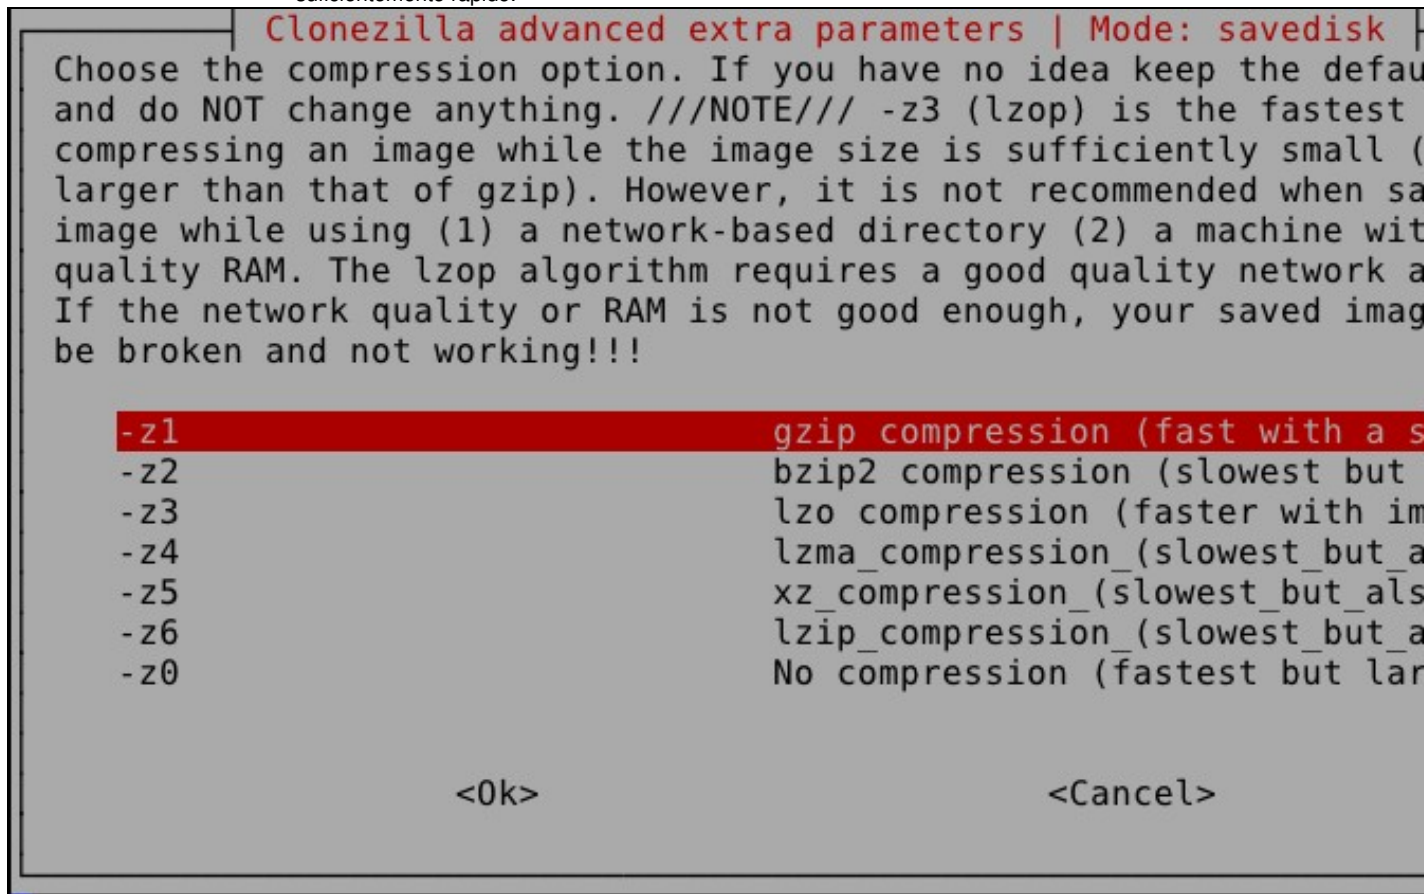 Clonezilla advanced extra parameters | Mode: savedisk
Choose the compression option. If you have no idea keep the defau
and do NOT change anything. ///NOTE/// -z3 (lzop) is the fastest
compressing an image while the image size is sufficiently small (
larger than that of gzip). However, it is not recommended when sa
image while using (1) a network-based directory (2) a machine wit
quality RAM. The lzop algorithm requires a good quality network a
If the network quality or RAM is not good enough, your saved imag
be broken and not working!!!
-z1 gzip compression (fast with a s
-z2 bzip2 compression (slowest but
-z3 lzo compression (faster with im
-z4 lzma_compression_(slowest_but_a
-z5 xz_compression_(slowest_but_als
-z6 lzip_compression_(slowest_but_a
-z0 No compression (fastest but lar
<Ok> <Cancel>